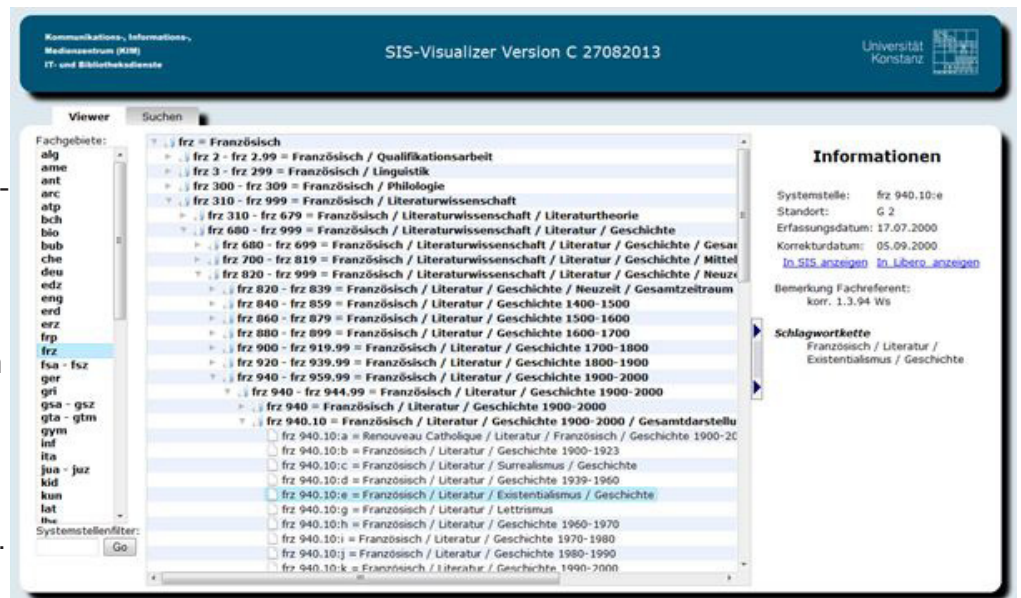 Kommunikations-, Informations-,
Medienzentrum (KIM)
IT- und Bibliotheksdienste
SIS-Visualizer Version C 27082013
Universität
Konstanz
Viewer
Suchen
Fachgebiete:
alg
ame
ant
arc
atp
bch
bio
bub
che
deu
edz
eng
erd
erz
frp
frz
fsa - fsz
ger
gri
gsa - gsz
gta - gtm
gym
inf
ita
jua - juz
kid
kun
lat
Systemstellenfilter:
Go
frz = Französisch
frz 2 - frz 2.99 = Französisch / Qualifikationsarbeit
frz 3 - frz 299 = Französisch / Linguistik
frz 300 - frz 309 = Französisch / Philologie
frz 310 - frz 999 = Französisch / Literaturwissenschaft
frz 310 - frz 679 = Französisch / Literaturwissenschaft / Literaturtheorie
frz 680 - frz 999 = Französisch / Literaturwissenschaft / Literatur / Geschichte
frz 680 - frz 699 = Französisch / Literaturwissenschaft / Literatur / Geschichte / Gesar
frz 700 - frz 819 = Französisch / Literaturwissenschaft / Literatur / Geschichte / Mittel
frz 820 - frz 999 = Französisch / Literaturwissenschaft / Literatur / Geschichte / Neuze
frz 820 - frz 839 = Französisch / Literatur / Geschichte / Neuzeit / Gesamtzeitraum
frz 840 - frz 859 = Französisch / Literatur / Geschichte 1400-1500
frz 860 - frz 879 = Französisch / Literatur / Geschichte 1500-1600
frz 880 - frz 899 = Französisch / Literatur / Geschichte 1600-1700
frz 900 - frz 919.99 = Französisch / Literatur / Geschichte 1700-1800
frz 920 - frz 939.99 = Französisch / Literatur / Geschichte 1800-1900
frz 940 - frz 959.99 = Französisch / Literatur / Geschichte 1900-2000
frz 940 - frz 944.99 = Französisch / Literatur / Geschichte 1900-2000
frz 940 = Französisch / Literatur / Geschichte 1900-2000
frz 940.10 = Französisch / Literatur / Geschichte 1900-2000 / Gesamtdarstellu
frz 940.10:a = Renouveau Catholique / Literatur / Französisch / Geschichte 1900-20
frz 940.10:b = Französisch / Literatur / Geschichte 1900-1923
frz 940.10:c = Französisch / Literatur / Surrealismus / Geschichte
frz 940.10:d = Französisch / Literatur / Geschichte 1939-1960
frz 940.10:e = Französisch / Literatur / Existentialismus / Geschichte
frz 940.10:g = Französisch / Literatur / Lettrismus
frz 940.10:h = Französisch / Literatur / Geschichte 1960-1970
frz 940.10:i = Französisch / Literatur / Geschichte 1970-1980
frz 940.10:j = Französisch / Literatur / Geschichte 1980-1990
frz 940.10:k = Französisch / Literatur / Geschichte 1990-2000
Informationen
Systemstelle: frz 940.10:e
Standort: G 2
Erfassungsdatum: 17.07.2000
Korrekturdatum: 05.09.2000
In SIS anzeigen In Libero anzeigen
Bemerkung Fachreferent:
korr. 1.3.94 Ws
Schlagwortkette
Französisch / Literatur /
Existentialismus / Geschichte